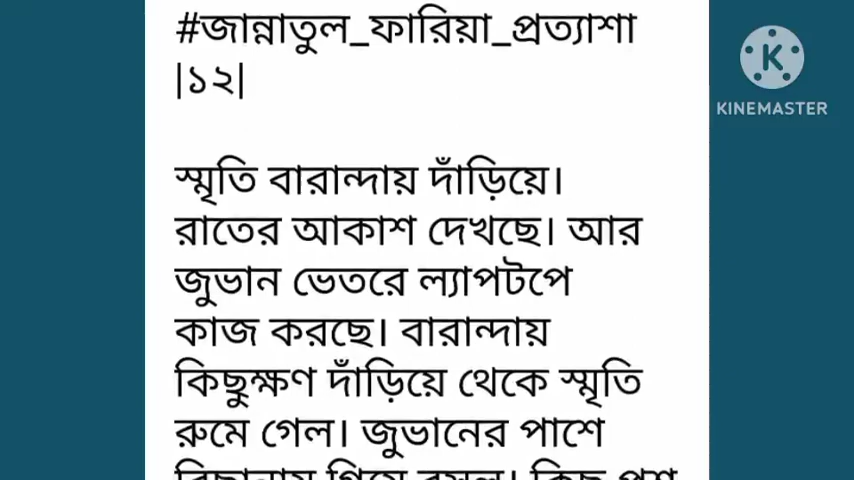 #জান্নাতুল_ফারিয়া_প্রত্যাশা
|১২|
স্মৃতি বারান্দায় দাঁড়িয়ে।
রাতের আকাশ দেখছে। আর
জুভান ভেতরে ল্যাপটপে
কাজ করছে। বারান্দায়
কিছুক্ষণ দাঁড়িয়ে থেকে স্মৃতি
রুমে গেল। জুভানের পাশে
KINEMASTER